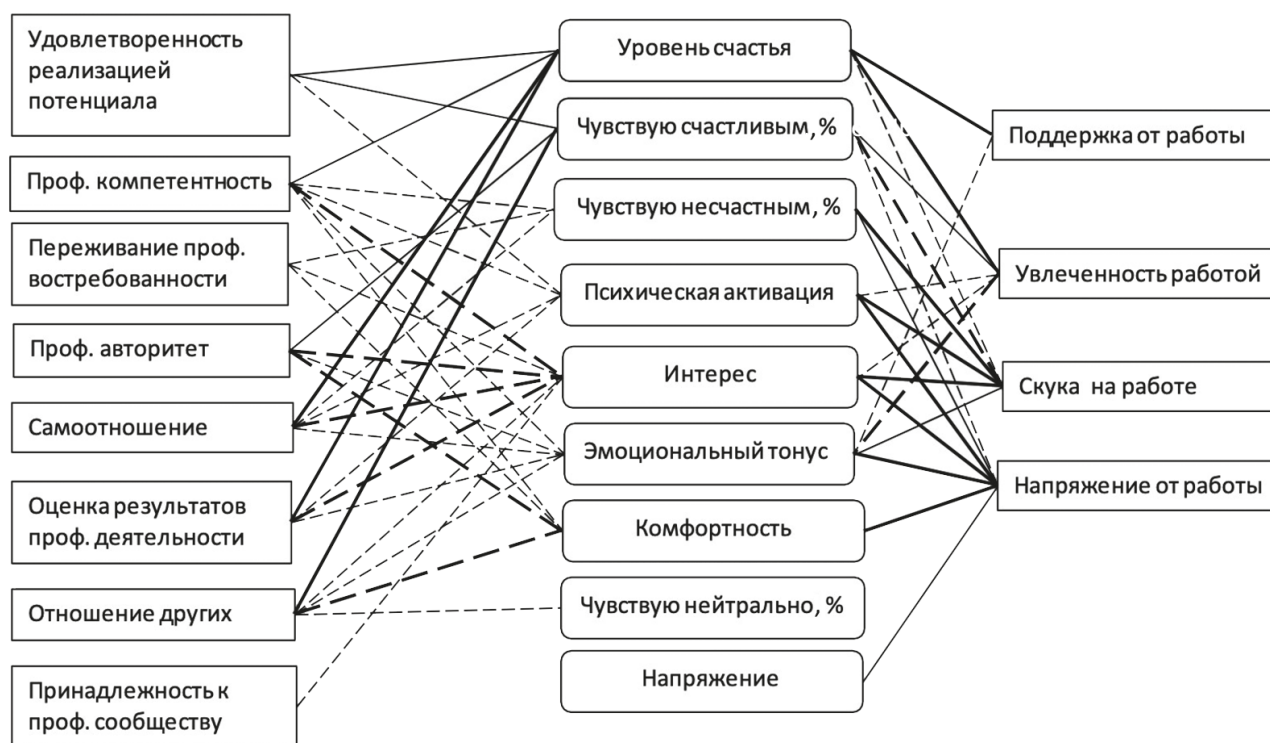 Удовлетворенность
реализацией
потенциала
Проф. компетентность
Переживание проф.
востребованности
Проф. авторитет
Самоотношение
Оценка результатов
проф. деятельности
Отношение других
Принадлежность к
проф. сообществу
Уровень счастья
Чувствую счастливым, %
Чувствую несчастным, %
Психическая активация
Интерес
Эмоциональный тонус
Комфортность
Чувствую нейтрально, %
Напряжение
Поддержка от работы
Увлеченность работой
Скука на работе
Напряжение от работы